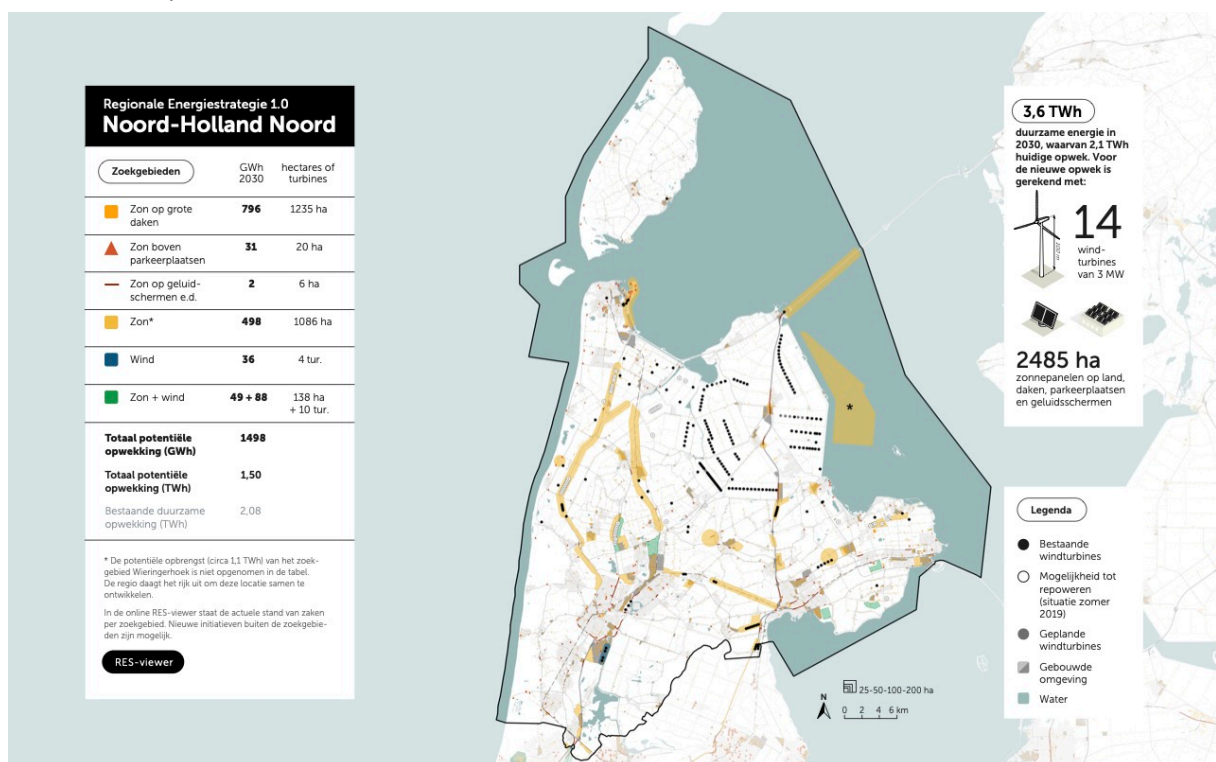 Regionale Energiestrategie 1.0
Noord-Holland Noord
Zoekgebieden
GWh
2030
hectares of
turbines
Zon op grote
daken
796
1235 ha
Zon boven
parkeerplaatsen
31
20 ha
Zon op geluid-
schermen e.d.
2
6 ha
Zon*
498
1086 ha
Wind
36
4 tur.
Zon + wind
49 + 88
138 ha
+ 10 tur.
Totaal potentiële
opwekking (GWh)
1498
Totaal potentiële
opwekking (TWh)
1,50
Bestaande duurzame
opwekking (TWh)
2,08
* De potentiële opbrengst (circa 1,1 TWh) van het zoek-
gebied Wieringerhoek is niet opgenomen in de tabel.
De regio daagt het rijk uit om deze locatie samen te
ontwikkelen.
In de online RES-viewer staat de actuele stand van zaken
per zoekgebied. Nieuwe initiatieven buiten de zoekgebie-
den zijn mogelijk.
RES-viewer
*
N
25-50-100-200 ha
0 2 4 6 km
3,6 TWh
duurzame energie in
2030, waarvan 2,1 TWh
huidige opwek. Voor
de nieuwe opwek is
gerekend met:
14
wind-
turbines
van 3 MW
2485 ha
zonnepanelen op land,
daken, parkeerplaatsen
en geluidsschermen
Legenda
Bestaande
windturbines
Mogelijkheid tot
repoweren
(situatie zomer
2019)
Geplande
windturbines
Gebouwde
omgeving
Water